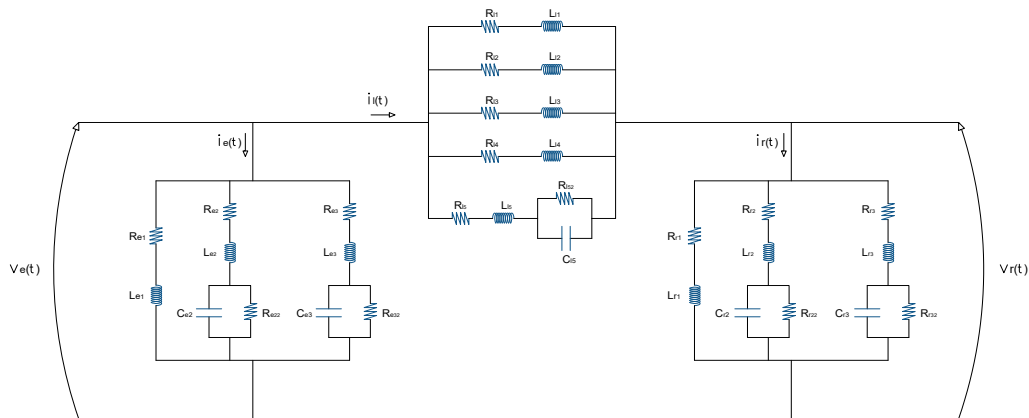 Rl1 Ll1
Rl2 Ll2
il(t) Rl3 Ll3
ie(t) Rl4 Ll4 ir(t)
Rl5 Ll5 Rl52
Cl5
Re2 Re3 Rr2 Rr3
Re1 Rr1
Le2 Le3 Lr2 Lr3
Ve(t) Vr(t)
Le1 Lr1
Ce2 Re22 Ce3 Re32 Cr2 Rr22 Cr3 Rr32